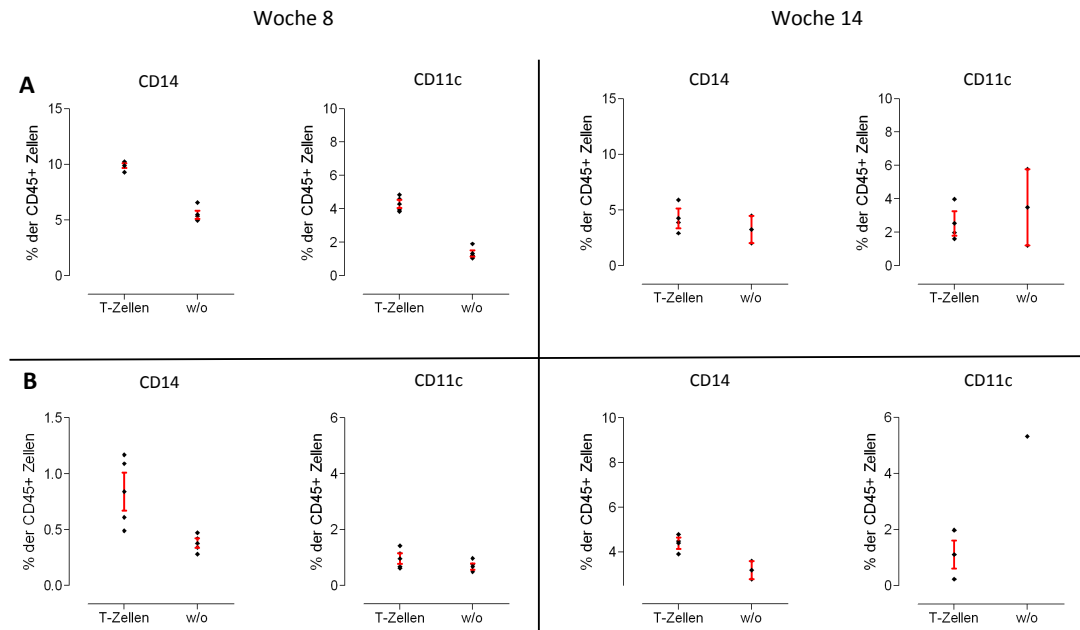 Woche 8
Woche 14
A
CD14
% der CD45+ Zellen
15
10
5
0
T-Zellen w/o
CD11c
% der CD45+ Zellen
10
8
6
4
2
0
T-Zellen w/o
CD14
% der CD45+ Zellen
15
10
5
0
T-Zellen w/o
CD11c
% der CD45+ Zellen
10
8
6
4
2
0
T-Zellen w/o
B
CD14
% der CD45+ Zellen
1.5
1.0
0.5
0.0
T-Zellen w/o
CD11c
% der CD45+ Zellen
6
4
2
0
T-Zellen w/o
CD14
% der CD45+ Zellen
10
8
6
4
T-Zellen w/o
CD11c
% der CD45+ Zellen
6
4
2
0
T-Zellen w/o